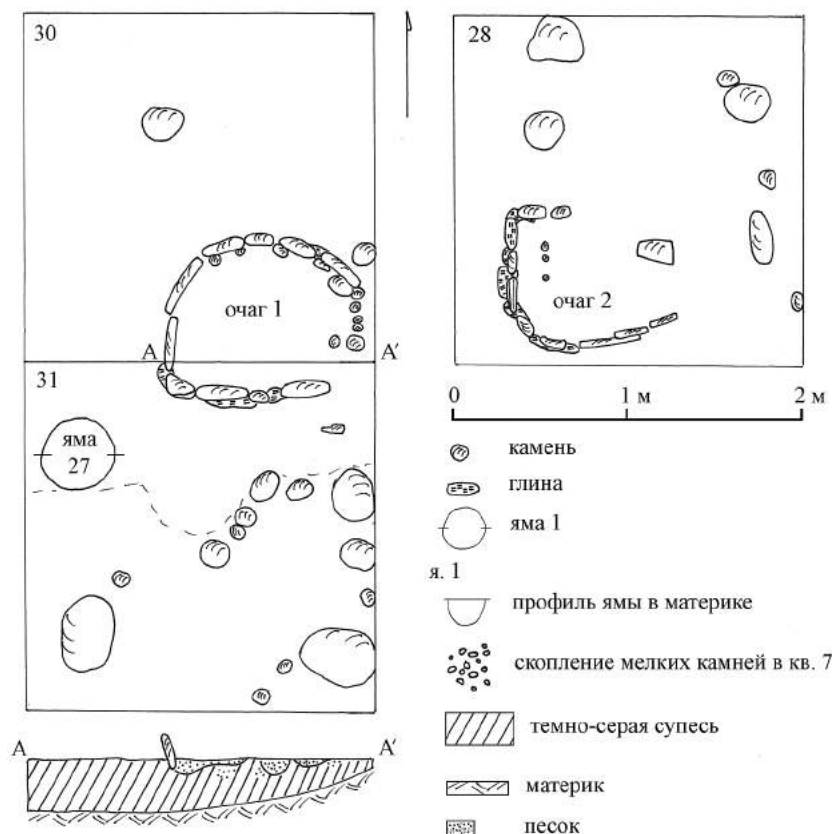 30
очаг 1
А А'
31
яма
27
А А'
28
очаг 2
0 1 м 2 м
камень
глина
яма 1
я. 1
профиль ямы в материке
скопление мелких камней в кв. 7
темно-серая супесь
материк
песок